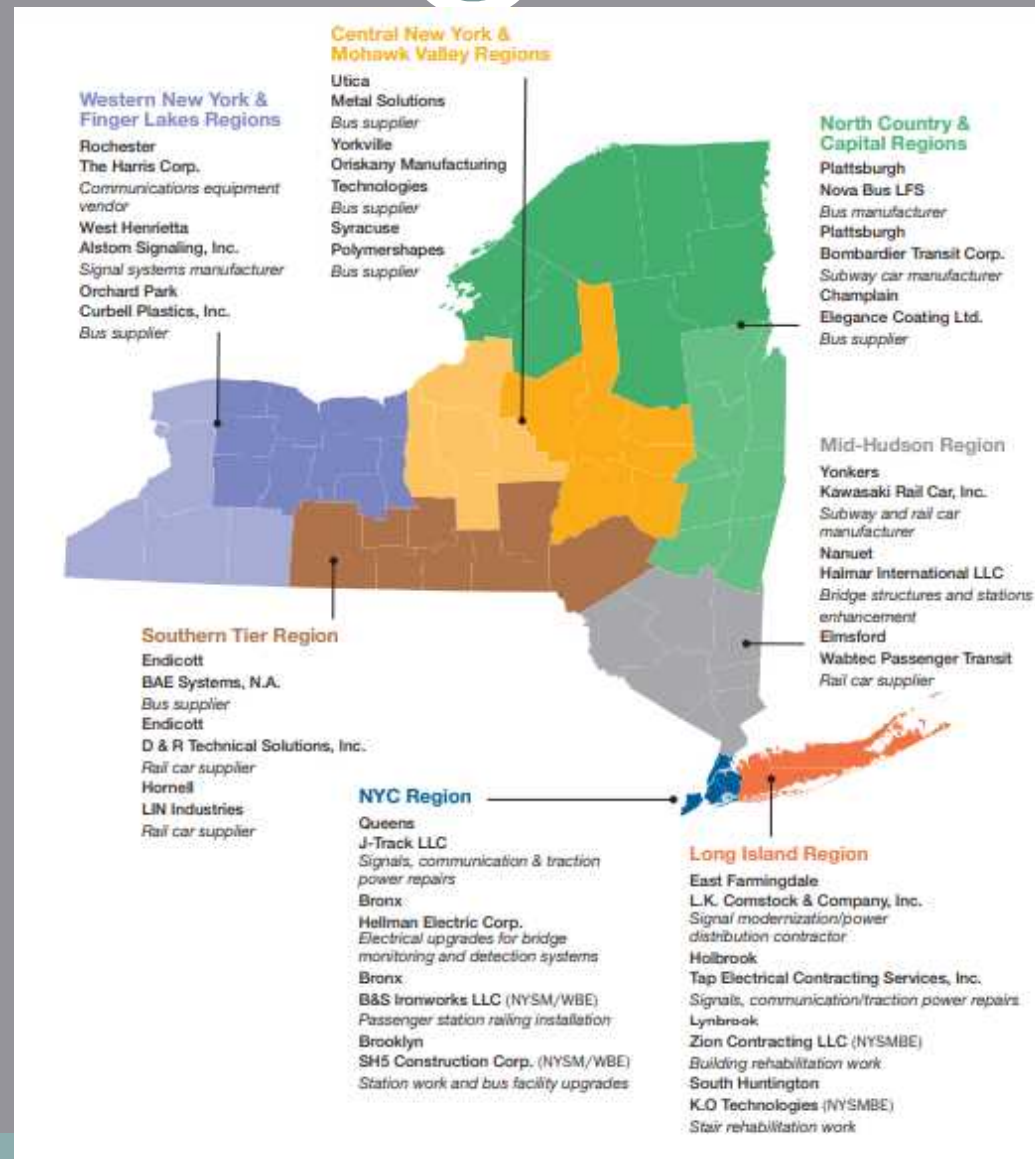 Central New York &
Mohawk Valley Regions
Utica
Metal Solutions
Bus supplier
Yorkville
Oriskany Manufacturing
Technologies
Bus supplier
Syracuse
Polymershapes
Bus supplier
Western New York &
Finger Lakes Regions
Rochester
The Harris Corp.
Communications equipment
vendor
West Henrietta
Alstom Signaling, Inc.
Signal systems manufacturer
Orchard Park
Curbell Plastics, Inc.
Bus supplier
North Country &
Capital Regions
Plattsburgh
Nova Bus LFS
Bus manufacturer
Plattsburgh
Bombardier Transit Corp.
Subway car manufacturer
Champlain
Elegance Coating Ltd.
Bus supplier
Mid-Hudson Region
Yonkers
Kawasaki Rail Car, Inc.
Subway and rail car
manufacturer
Nanuet
Halmar International LLC
Bridge structures and stations
enhancement
Elmsford
Wabtec Passenger Transit
Rail car supplier
Southern Tier Region
Endicott
BAE Systems, N.A.
Bus supplier
Endicott
D & R Technical Solutions, Inc.
Rail car supplier
Hornell
LIN Industries
Rail car supplier
NYC Region
Queens
J-Track LLC
Signals, communication & traction
power repairs
Bronx
Hellman Electric Corp.
Electrical upgrades for bridge
monitoring and detection systems
Bronx
B&S Ironworks LLC (NYSM/WBE)
Passenger station railing installation
Brooklyn
SH5 Construction Corp. (NYSM/WBE)
Station work and bus facility upgrades
Long Island Region
East Farmingdale
L.K. Comstock & Company, Inc.
Signal modernization/power
distribution contractor
Holbrook
Tap Electrical Contracting Services, Inc.
Signals, communication/traction power repairs
Lynbrook
Zion Contracting LLC (NYSMBE)
Building rehabilitation work
South Huntington
K.O Technologies (NYSMBE)
Stair rehabilitation work